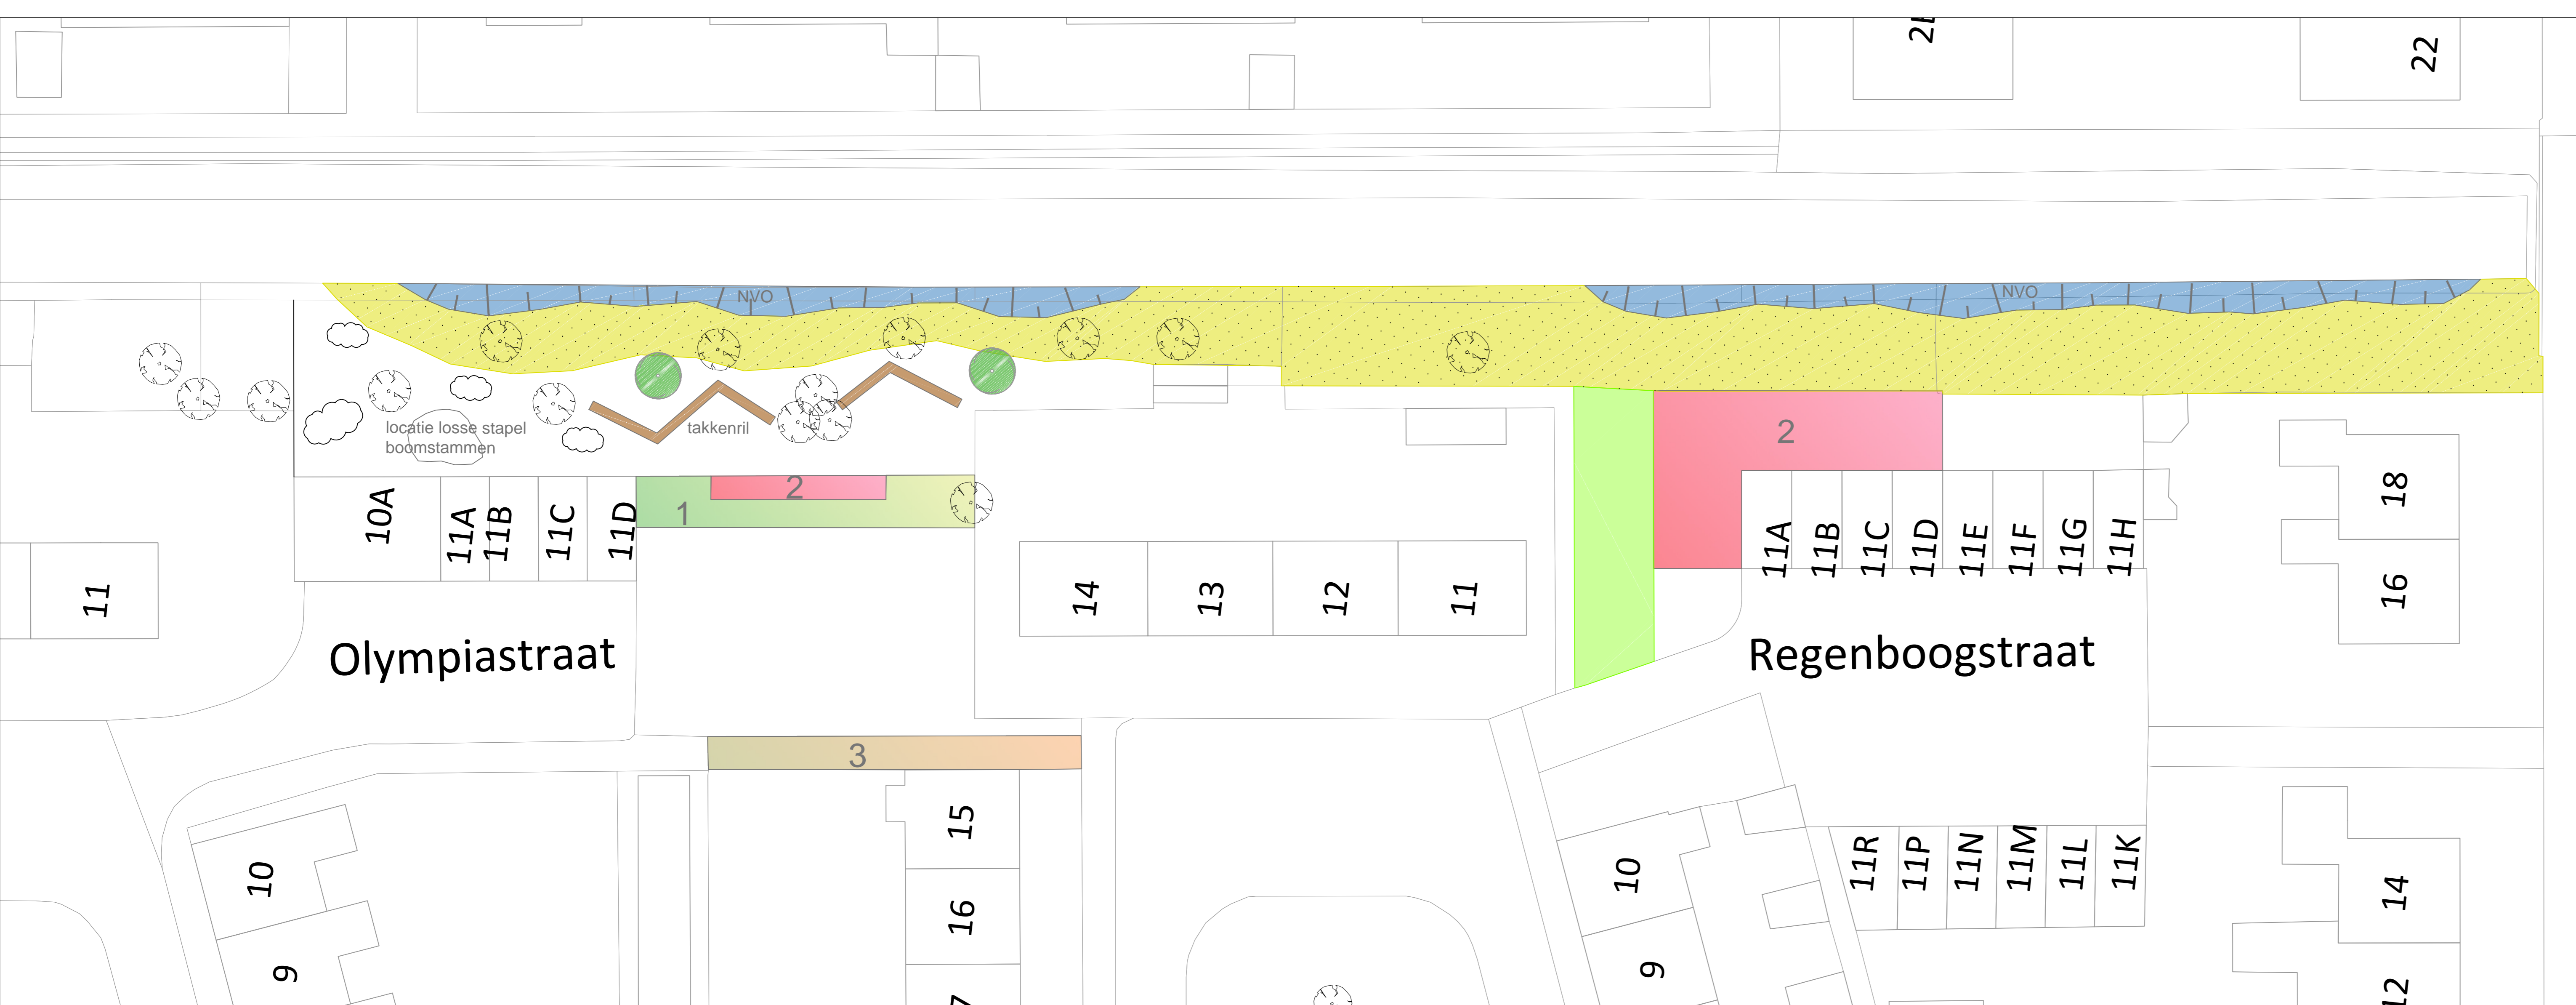 22
NVO
NVO
locatie losse stapel
boomstammen
takkenril
2
2
1
10A
11A
11B
11C
11D
11A
11B
11C
11D
11E
11F
11G
11H
18
16
11
14
13
12
11
Olympiastraat
Regenboogstraat
3
15
16
10
9
10
9
11R
11P
11N
11M
11L
11K
14
12